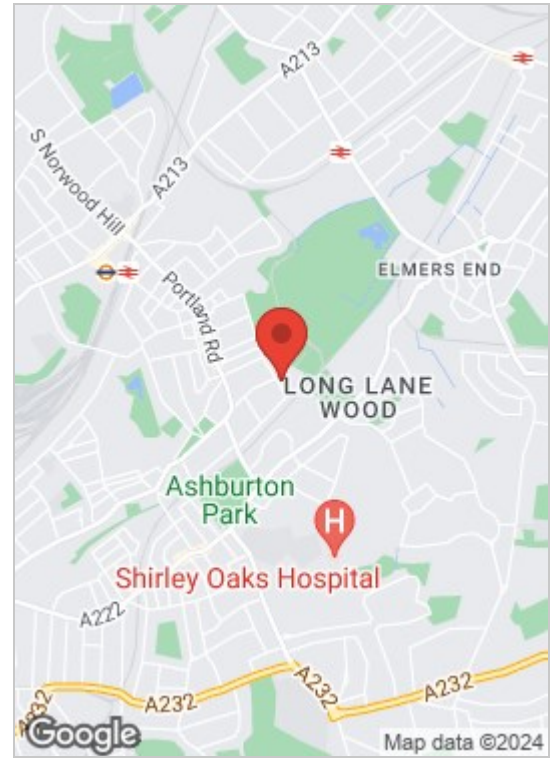 A213
S Norwood Hill
A213
ELMERS END
Portland Rd
LONG LANE
WOOD
Ashburton
Park
H
Shirley Oaks Hospital
A222
A232
A232
A232
A232
Google
Map data ©2024